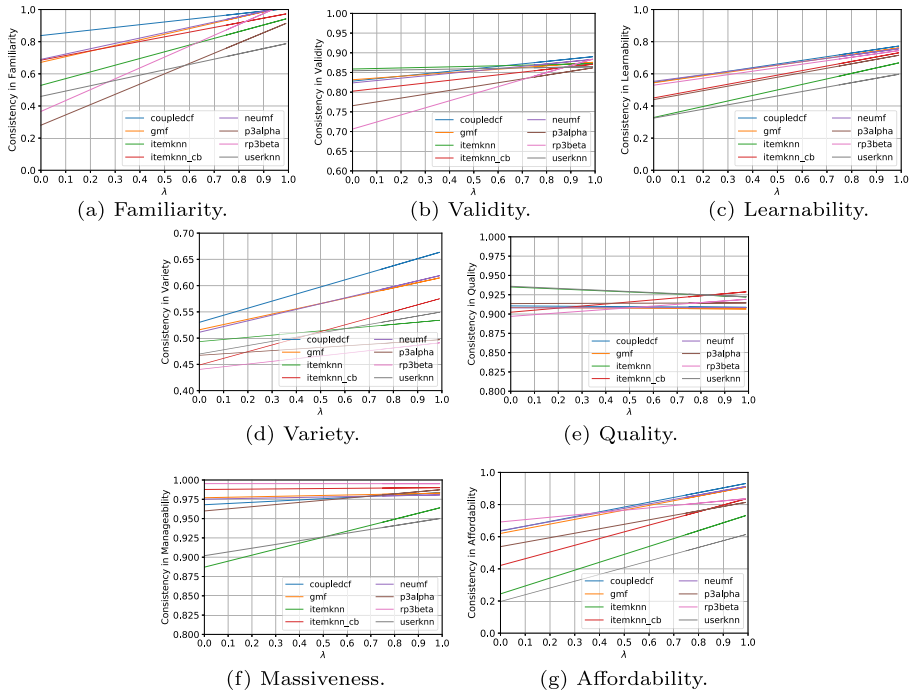 Consistency in Familiarity
1.0
0.8
0.6
0.4
0.2
0.0
0.0 0.1 0.2 0.3 0.4 0.5 0.6 0.7 0.8 0.9 1.0
λ
coupledcf neumf
gmf p3alpha
itemknn rp3beta
itemknn_cb userknn
(a) Familiarity.
Consistency in Validity
1.00
0.95
0.90
0.85
0.80
0.75
0.70
0.65
0.60
0.0 0.1 0.2 0.3 0.4 0.5 0.6 0.7 0.8 0.9 1.0
λ
coupledcf neumf
gmf p3alpha
itemknn rp3beta
itemknn_cb userknn
(b) Validity.
Consistency in Learnability
1.0
0.8
0.6
0.4
0.2
0.0
0.0 0.1 0.2 0.3 0.4 0.5 0.6 0.7 0.8 0.9 1.0
λ
coupledcf neumf
gmf p3alpha
itemknn rp3beta
itemknn_cb userknn
(c) Learnability.
Consistency in Variety
0.70
0.65
0.60
0.55
0.50
0.45
0.40
0.0 0.1 0.2 0.3 0.4 0.5 0.6 0.7 0.8 0.9 1.0
λ
coupledcf neumf
gmf p3alpha
itemknn rp3beta
itemknn_cb userknn
(d) Variety.
Consistency in Quality
1.000
0.975
0.950
0.925
0.900
0.875
0.850
0.825
0.800
0.0 0.1 0.2 0.3 0.4 0.5 0.6 0.7 0.8 0.9 1.0
λ
coupledcf neumf
gmf p3alpha
itemknn rp3beta
itemknn_cb userknn
(e) Quality.
Consistency in Manageability
1.000
0.975
0.950
0.925
0.900
0.875
0.850
0.825
0.800
0.0 0.1 0.2 0.3 0.4 0.5 0.6 0.7 0.8 0.9 1.0
λ
coupledcf neumf
gmf p3alpha
itemknn rp3beta
itemknn_cb userknn
(f) Massiveness.
Consistency in Affordability
1.0
0.8
0.6
0.4
0.2
0.0
0.0 0.1 0.2 0.3 0.4 0.5 0.6 0.7 0.8 0.9 1.0
λ
coupledcf neumf
gmf p3alpha
itemknn rp3beta
itemknn_cb userknn
(g) Affordability.